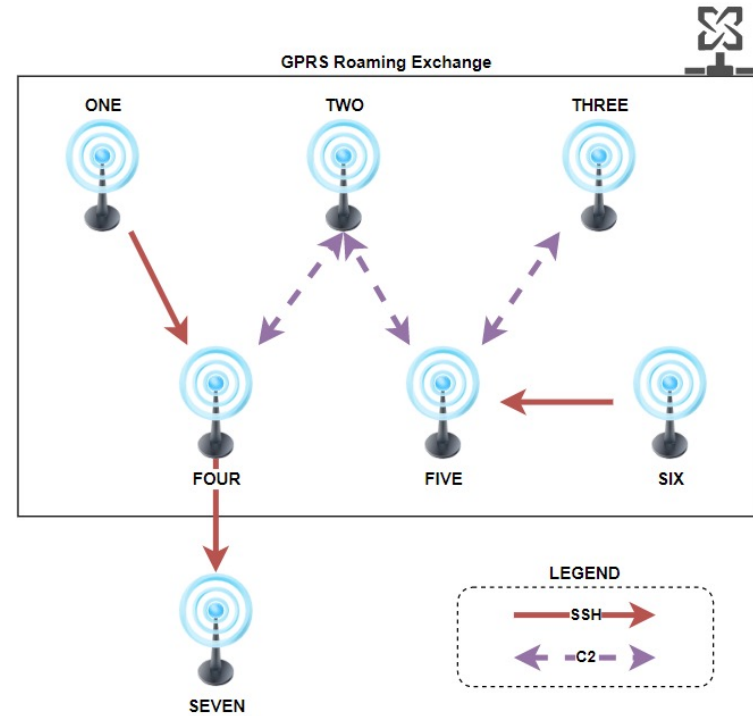 GPRS Roaming Exchange
ONE
TWO
THREE
FOUR
FIVE
SIX
SEVEN
LEGEND
SSH
C2